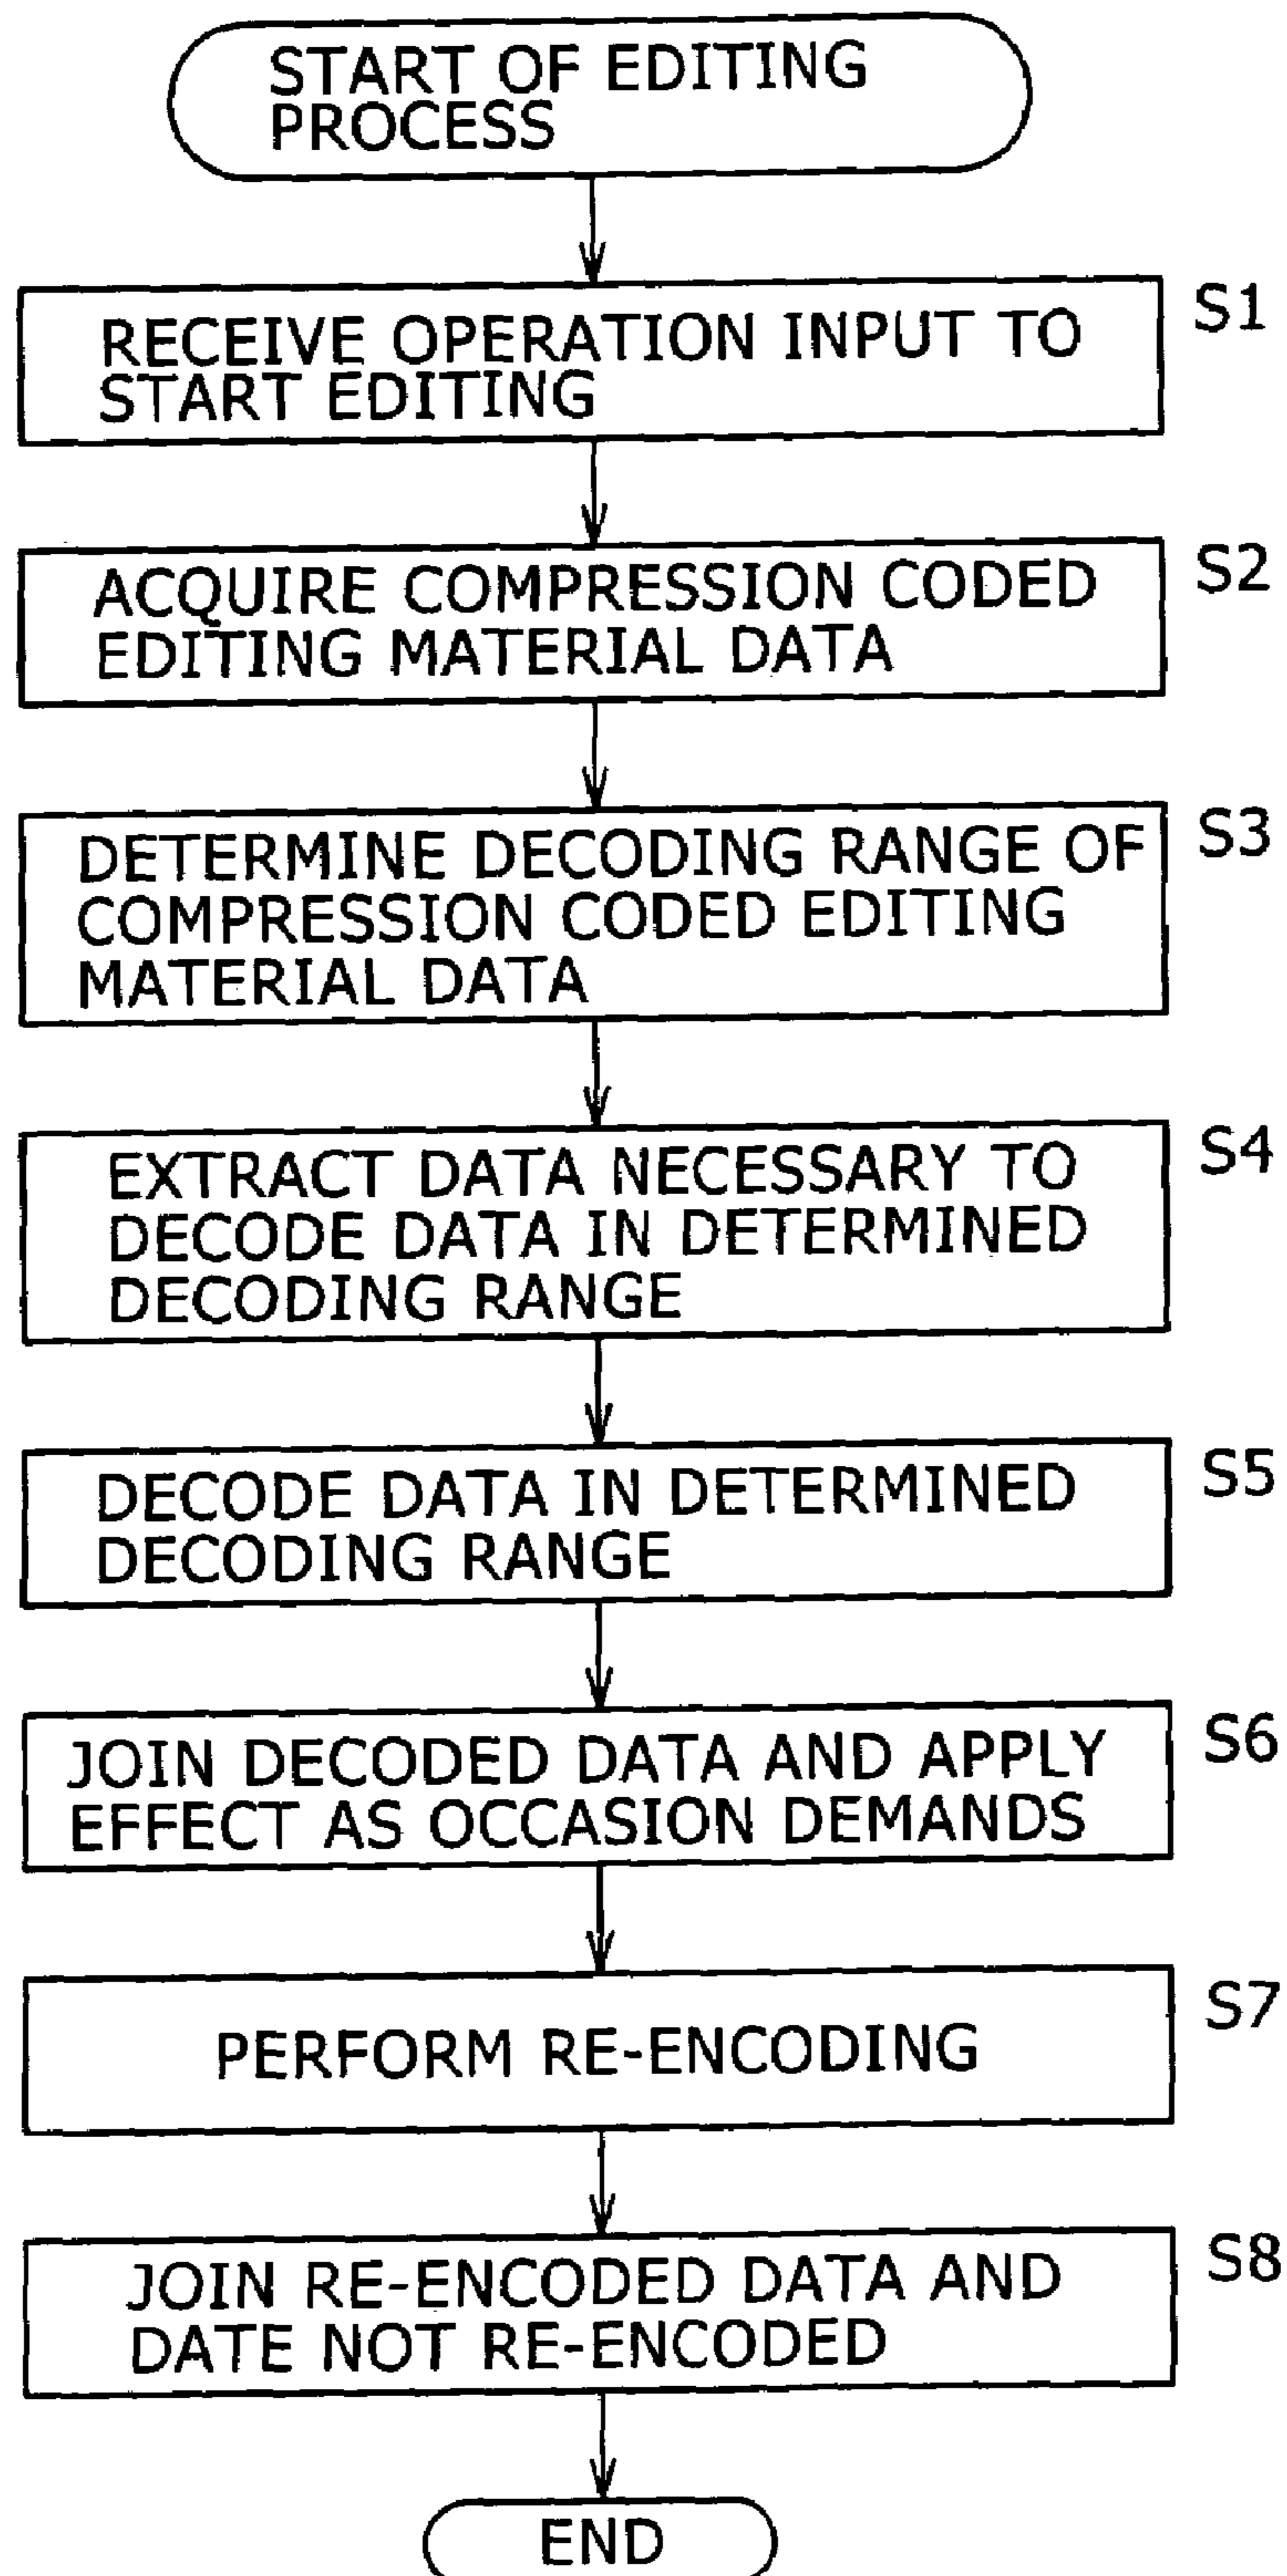 START OF EDITING
PROCESS
RECEIVE OPERATION INPUT TO
START EDITING
S1
ACQUIRE COMPRESSION CODED
EDITING MATERIAL DATA
S2
DETERMINE DECODING RANGE OF
COMPRESSION CODED EDITING
MATERIAL DATA
S3
EXTRACT DATA NECESSARY TO
DECODE DATA IN DETERMINED
DECODING RANGE
S4
DECODE DATA IN DETERMINED
DECODING RANGE
S5
JOIN DECODED DATA AND APPLY
EFFECT AS OCCASION DEMANDS
S6
PERFORM RE-ENCODING
S7
JOIN RE-ENCODED DATA AND
DATE NOT RE-ENCODED
S8
END